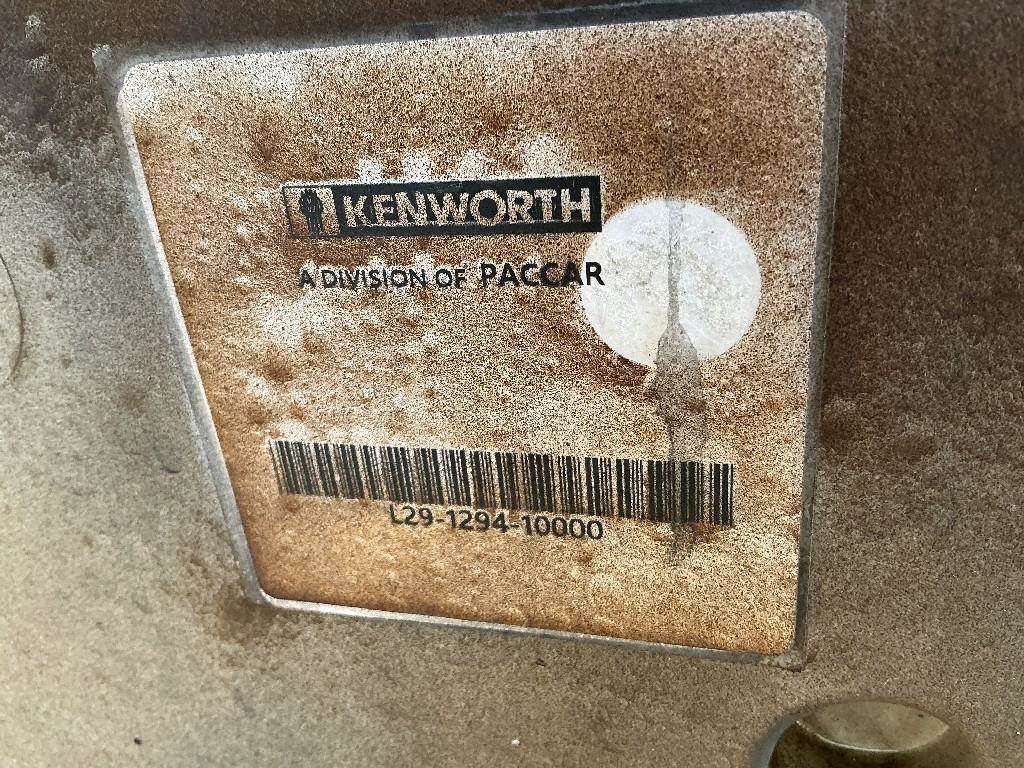 KENWORTH
A DIVISION OF PACCAR
L29-1294-10000